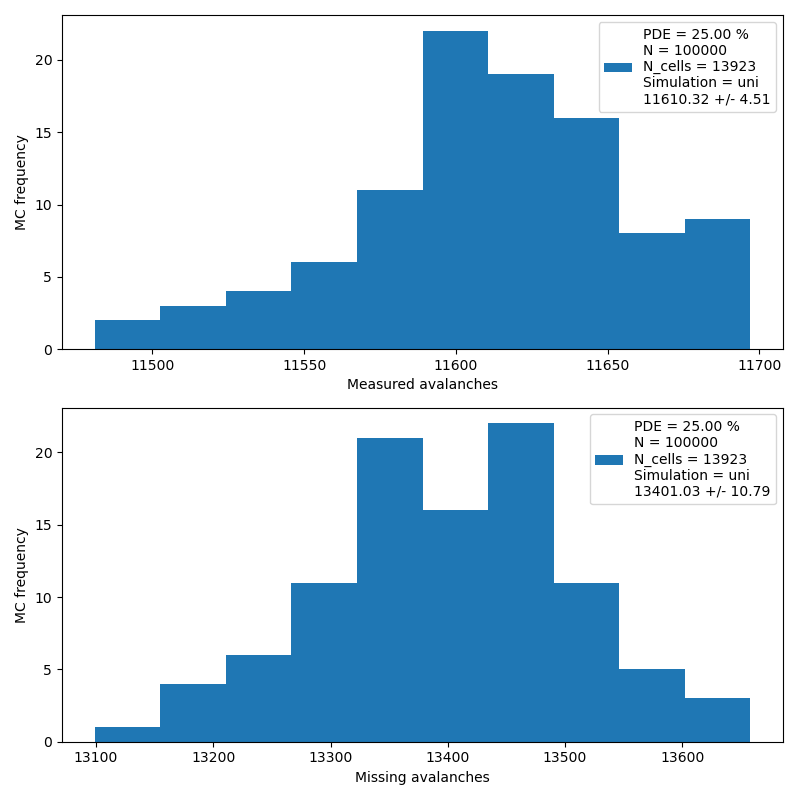 PDE = 25.00 %
N = 100000
N_cells = 13923
Simulation = uni
11610.32 +/- 4.51
20
15
10
5
0
MC frequency
11500 11550 11600 11650 11700
Measured avalanches
PDE = 25.00 %
N = 100000
N_cells = 13923
Simulation = uni
13401.03 +/- 10.79
20
15
10
5
0
MC frequency
13100 13200 13300 13400 13500 13600
Missing avalanches